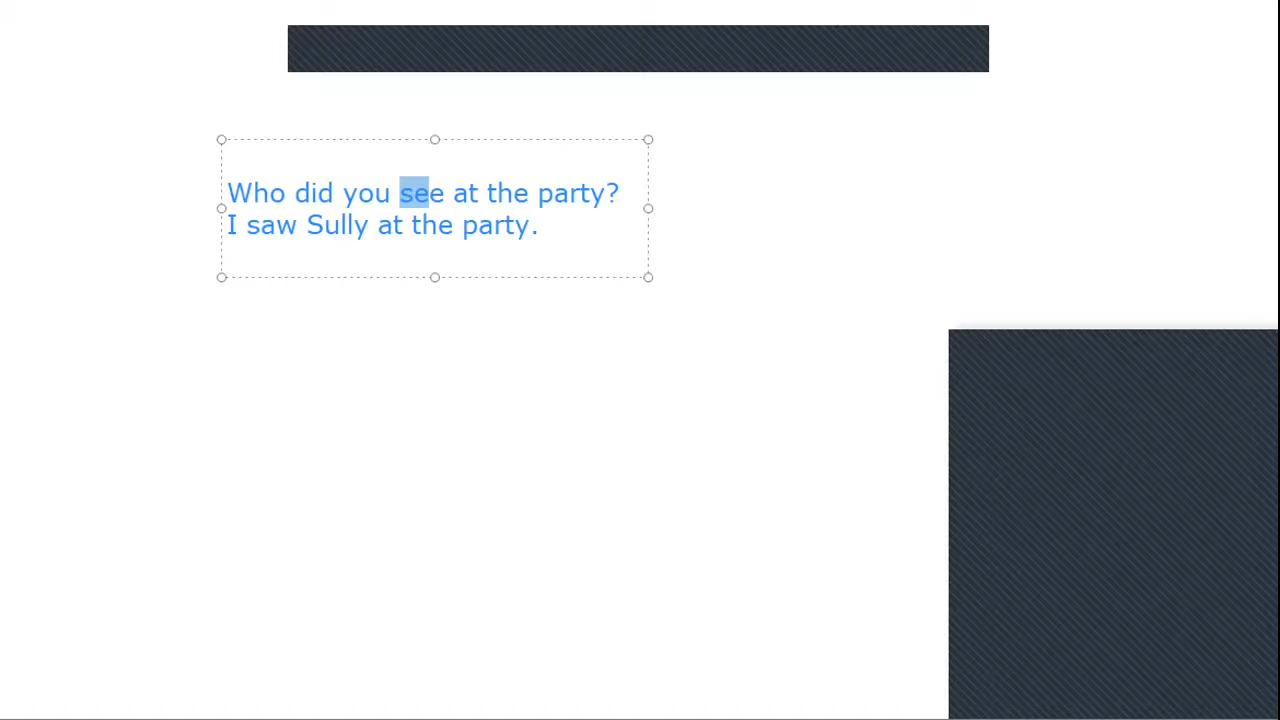 Who did you see at the party?
I saw Sully at the party.